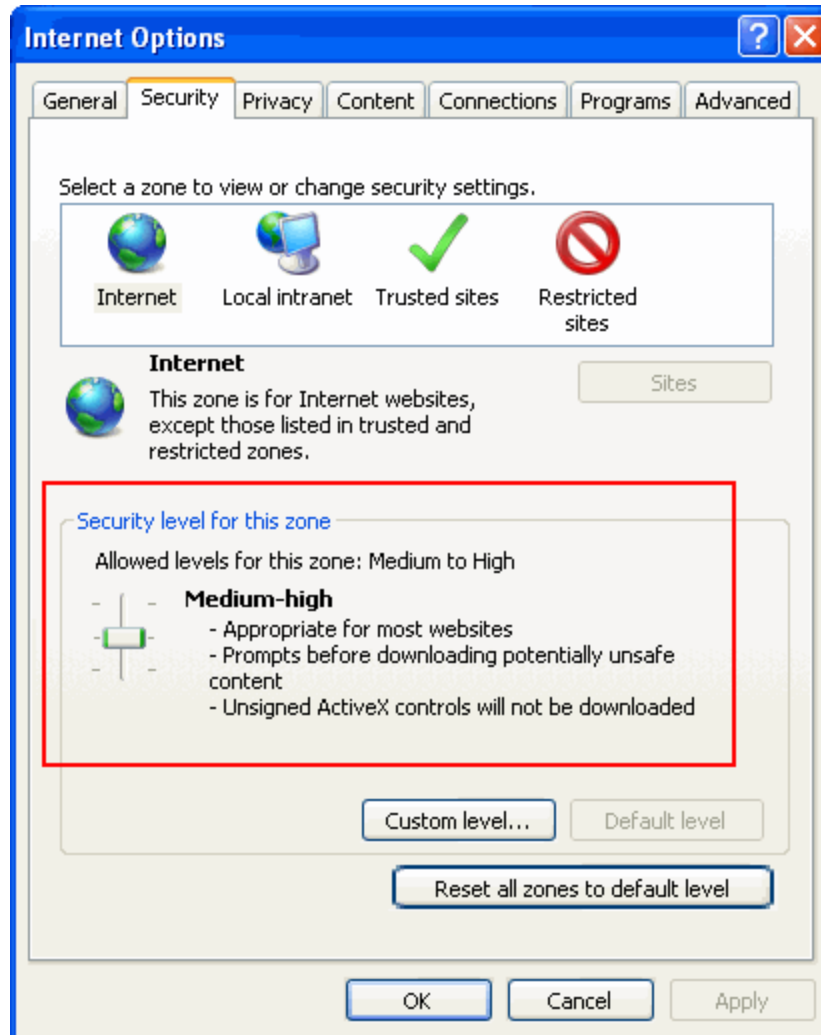 Internet Options
General Security Privacy Content Connections Programs Advanced
Select a zone to view or change security settings.
Internet Local intranet Trusted sites Restricted
sites
Internet
Sites
This zone is for Internet websites,
except those listed in trusted and
restricted zones.
Security level for this zone
Allowed levels for this zone: Medium to High
Medium-high
- Appropriate for most websites
- Prompts before downloading potentially unsafe
content
- Unsigned ActiveX controls will not be downloaded
Custom level... Default level
Reset all zones to default level
OK Cancel Apply